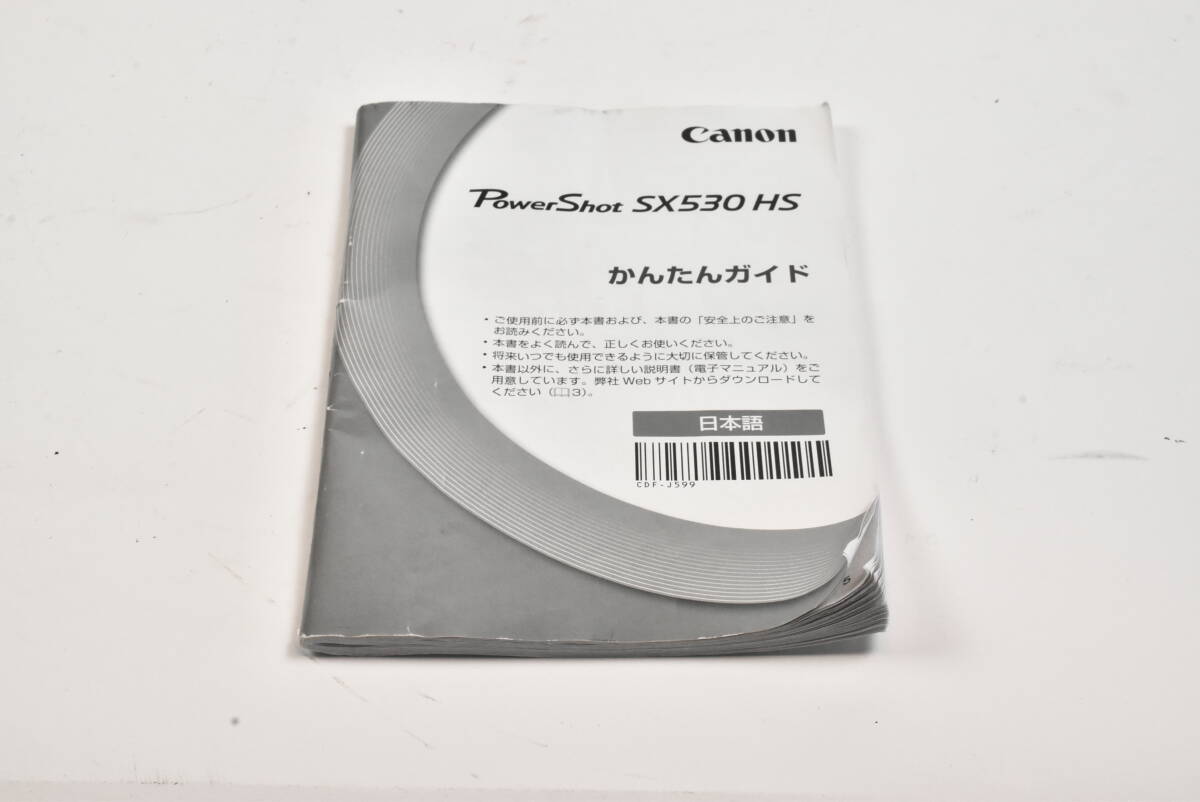 Canon
PowerShot SX530 HS
かんたんガイド
・ご使用前に必ず本書および、本書の「安全上のご注意」を
お読みください。
・本書をよく読んで、正しくお使いください。
・将来いつでも使用できるように大切に保管してください。
・本書以外に、さらに詳しい説明書（電子マニュアル）をご
用意しています。弊社 Web サイトからダウンロードして
ください（📖3）。
日本語
CDF-J599
5